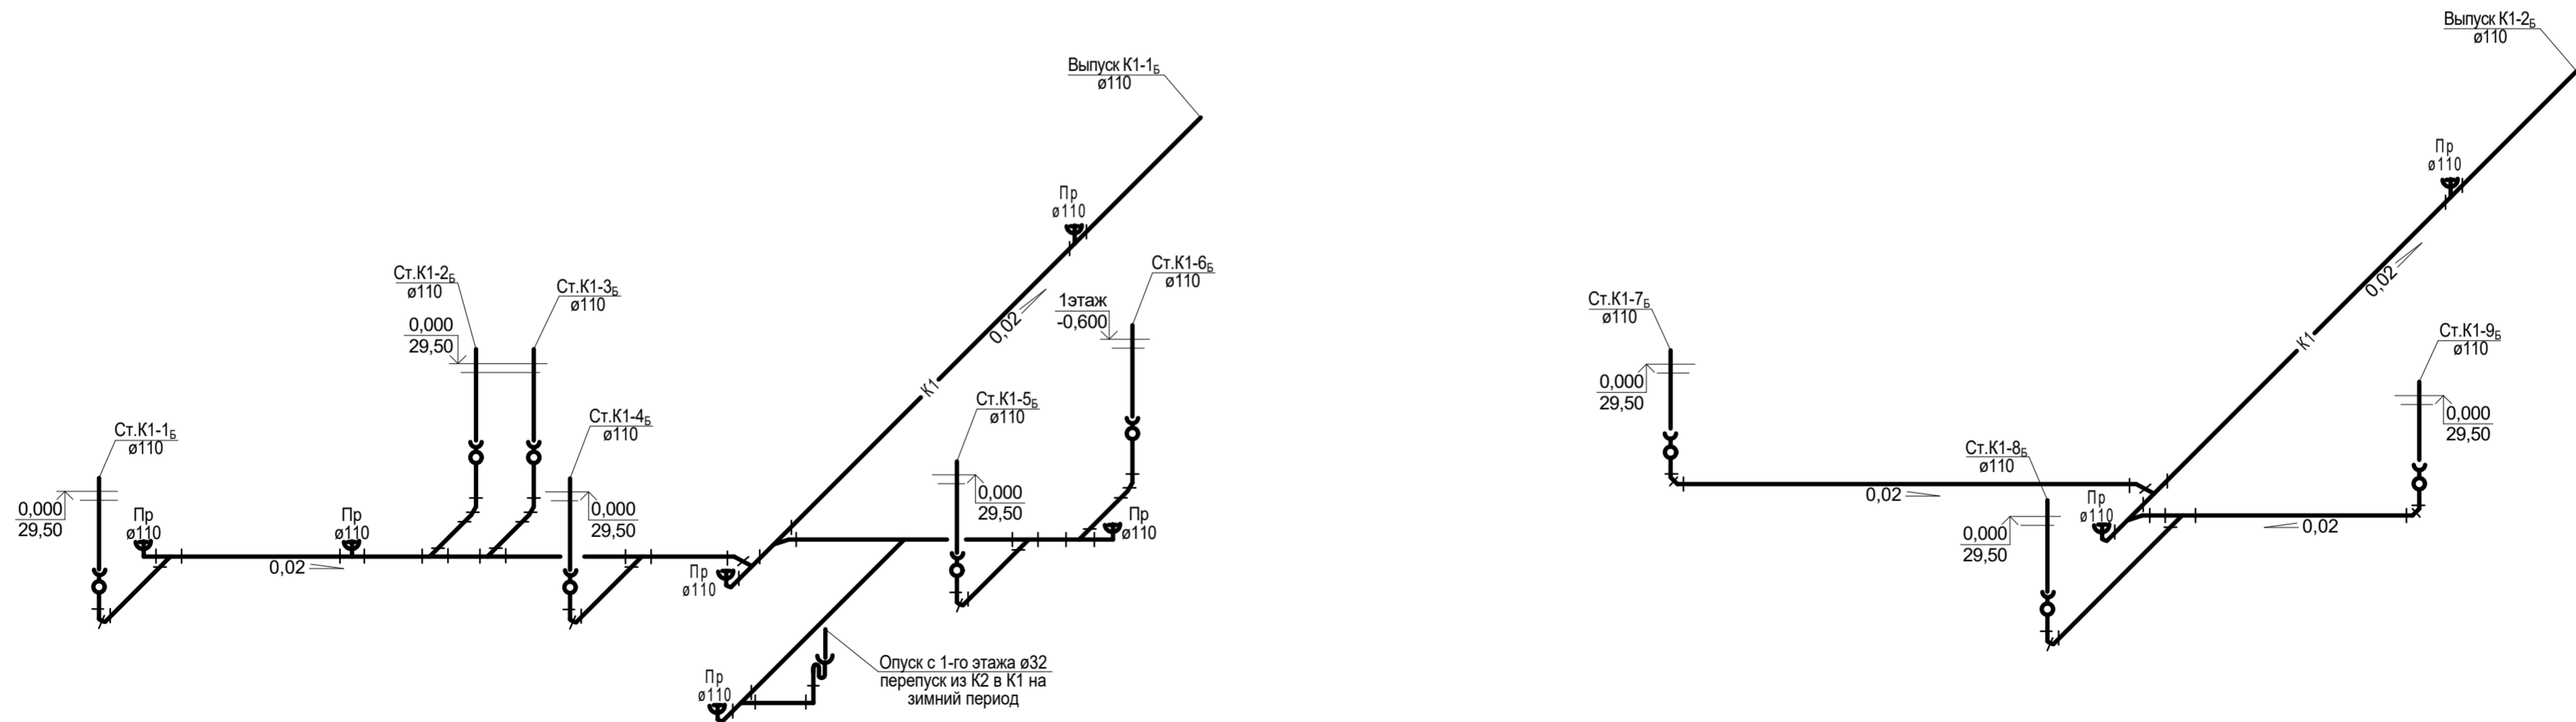 Выпуск К1-1Б
ø110
Пр
ø110
0,02
К1
Ст.К1-2Б
ø110
0,000
29,50
Ст.К1-3Б
ø110
Ст.К1-6Б
ø110
1этаж
-0,600
Ст.К1-1Б
ø110
0,000
29,50
Пр
ø110
Пр
ø110
0,02
Ст.К1-4Б
ø110
0,000
29,50
Ст.К1-5Б
ø110
0,000
29,50
Пр
ø110
Пр
ø110
Пр
ø110
Опуск с 1-го этажа ø32
перепуск из К2 в К1 на
зимний период
Выпуск К1-2Б
ø110
Пр
ø110
0,02
К1
Ст.К1-7Б
ø110
0,000
29,50
0,02
Ст.К1-8Б
ø110
0,000
29,50
Пр
ø110
Ст.К1-9Б
ø110
0,000
29,50
0,02